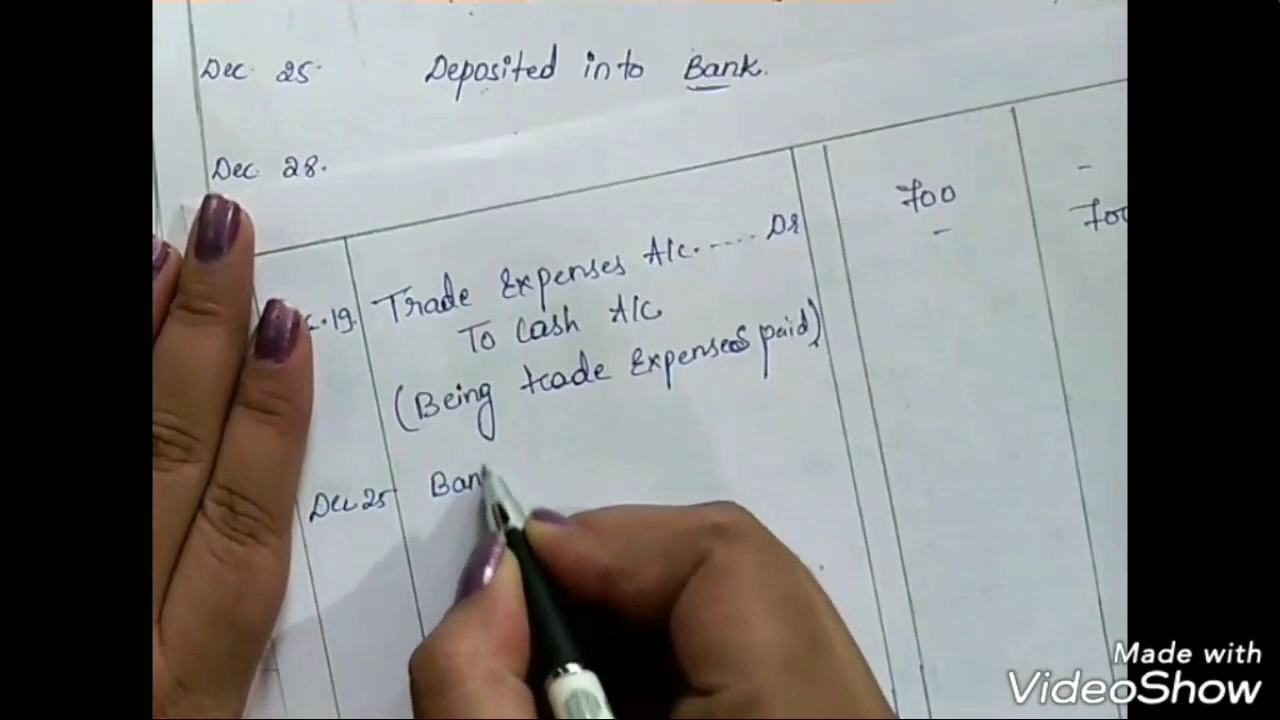 Dec. 25. Deposited into Bank.
Dec. 28.
c. 19. Trade Expenses A/c. ..... Dr 700 -
To Cash A/C - 700
(Being trade Expenses paid)
Dec 25 Ban
Made with
VideoShow